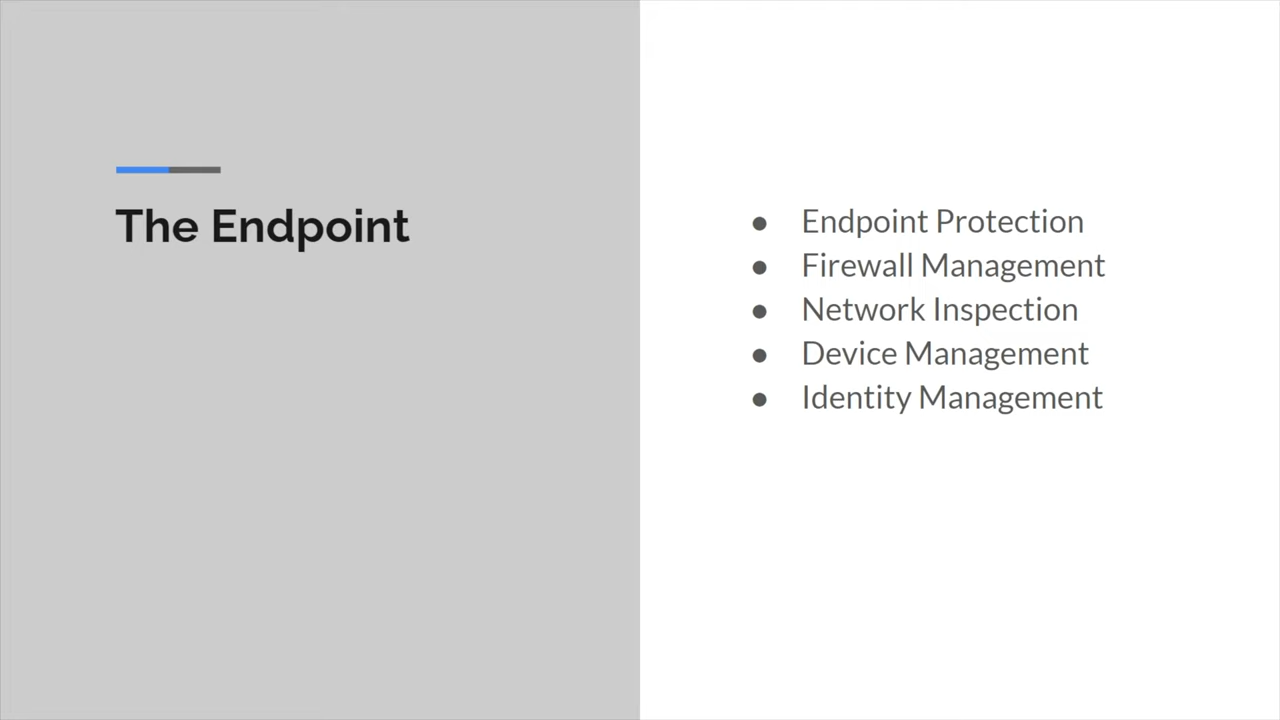 The Endpoint
● Endpoint Protection
● Firewall Management
● Network Inspection
● Device Management
● Identity Management